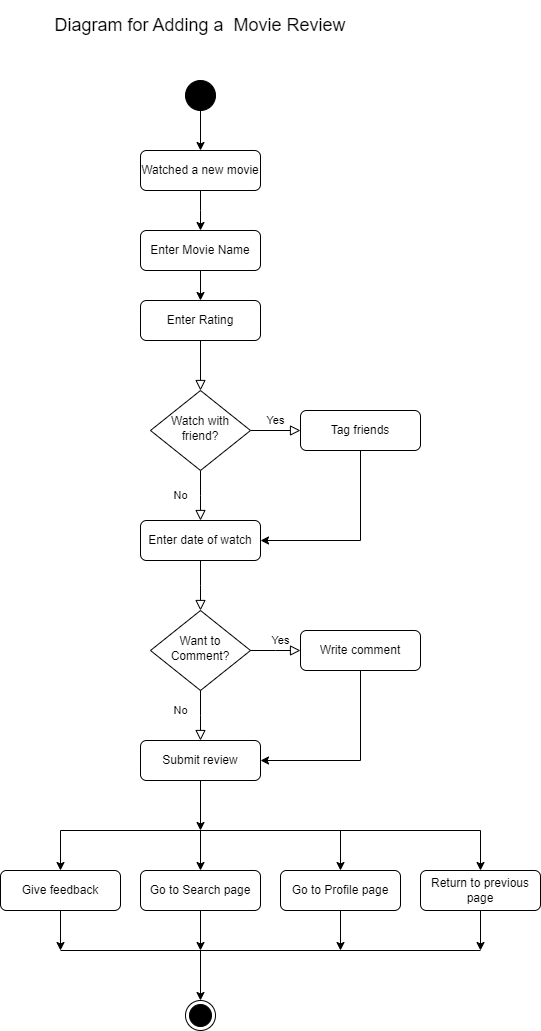 Diagram for Adding a  Movie Review
Watched a new movie
Enter Movie Name
Enter Rating
Watch with
friend?
Yes
Tag friends
No
Enter date of watch
Want to
Comment?
Yes
Write comment
No
Submit review
Give feedback
Go to Search page
Go to Profile page
Return to previous
page